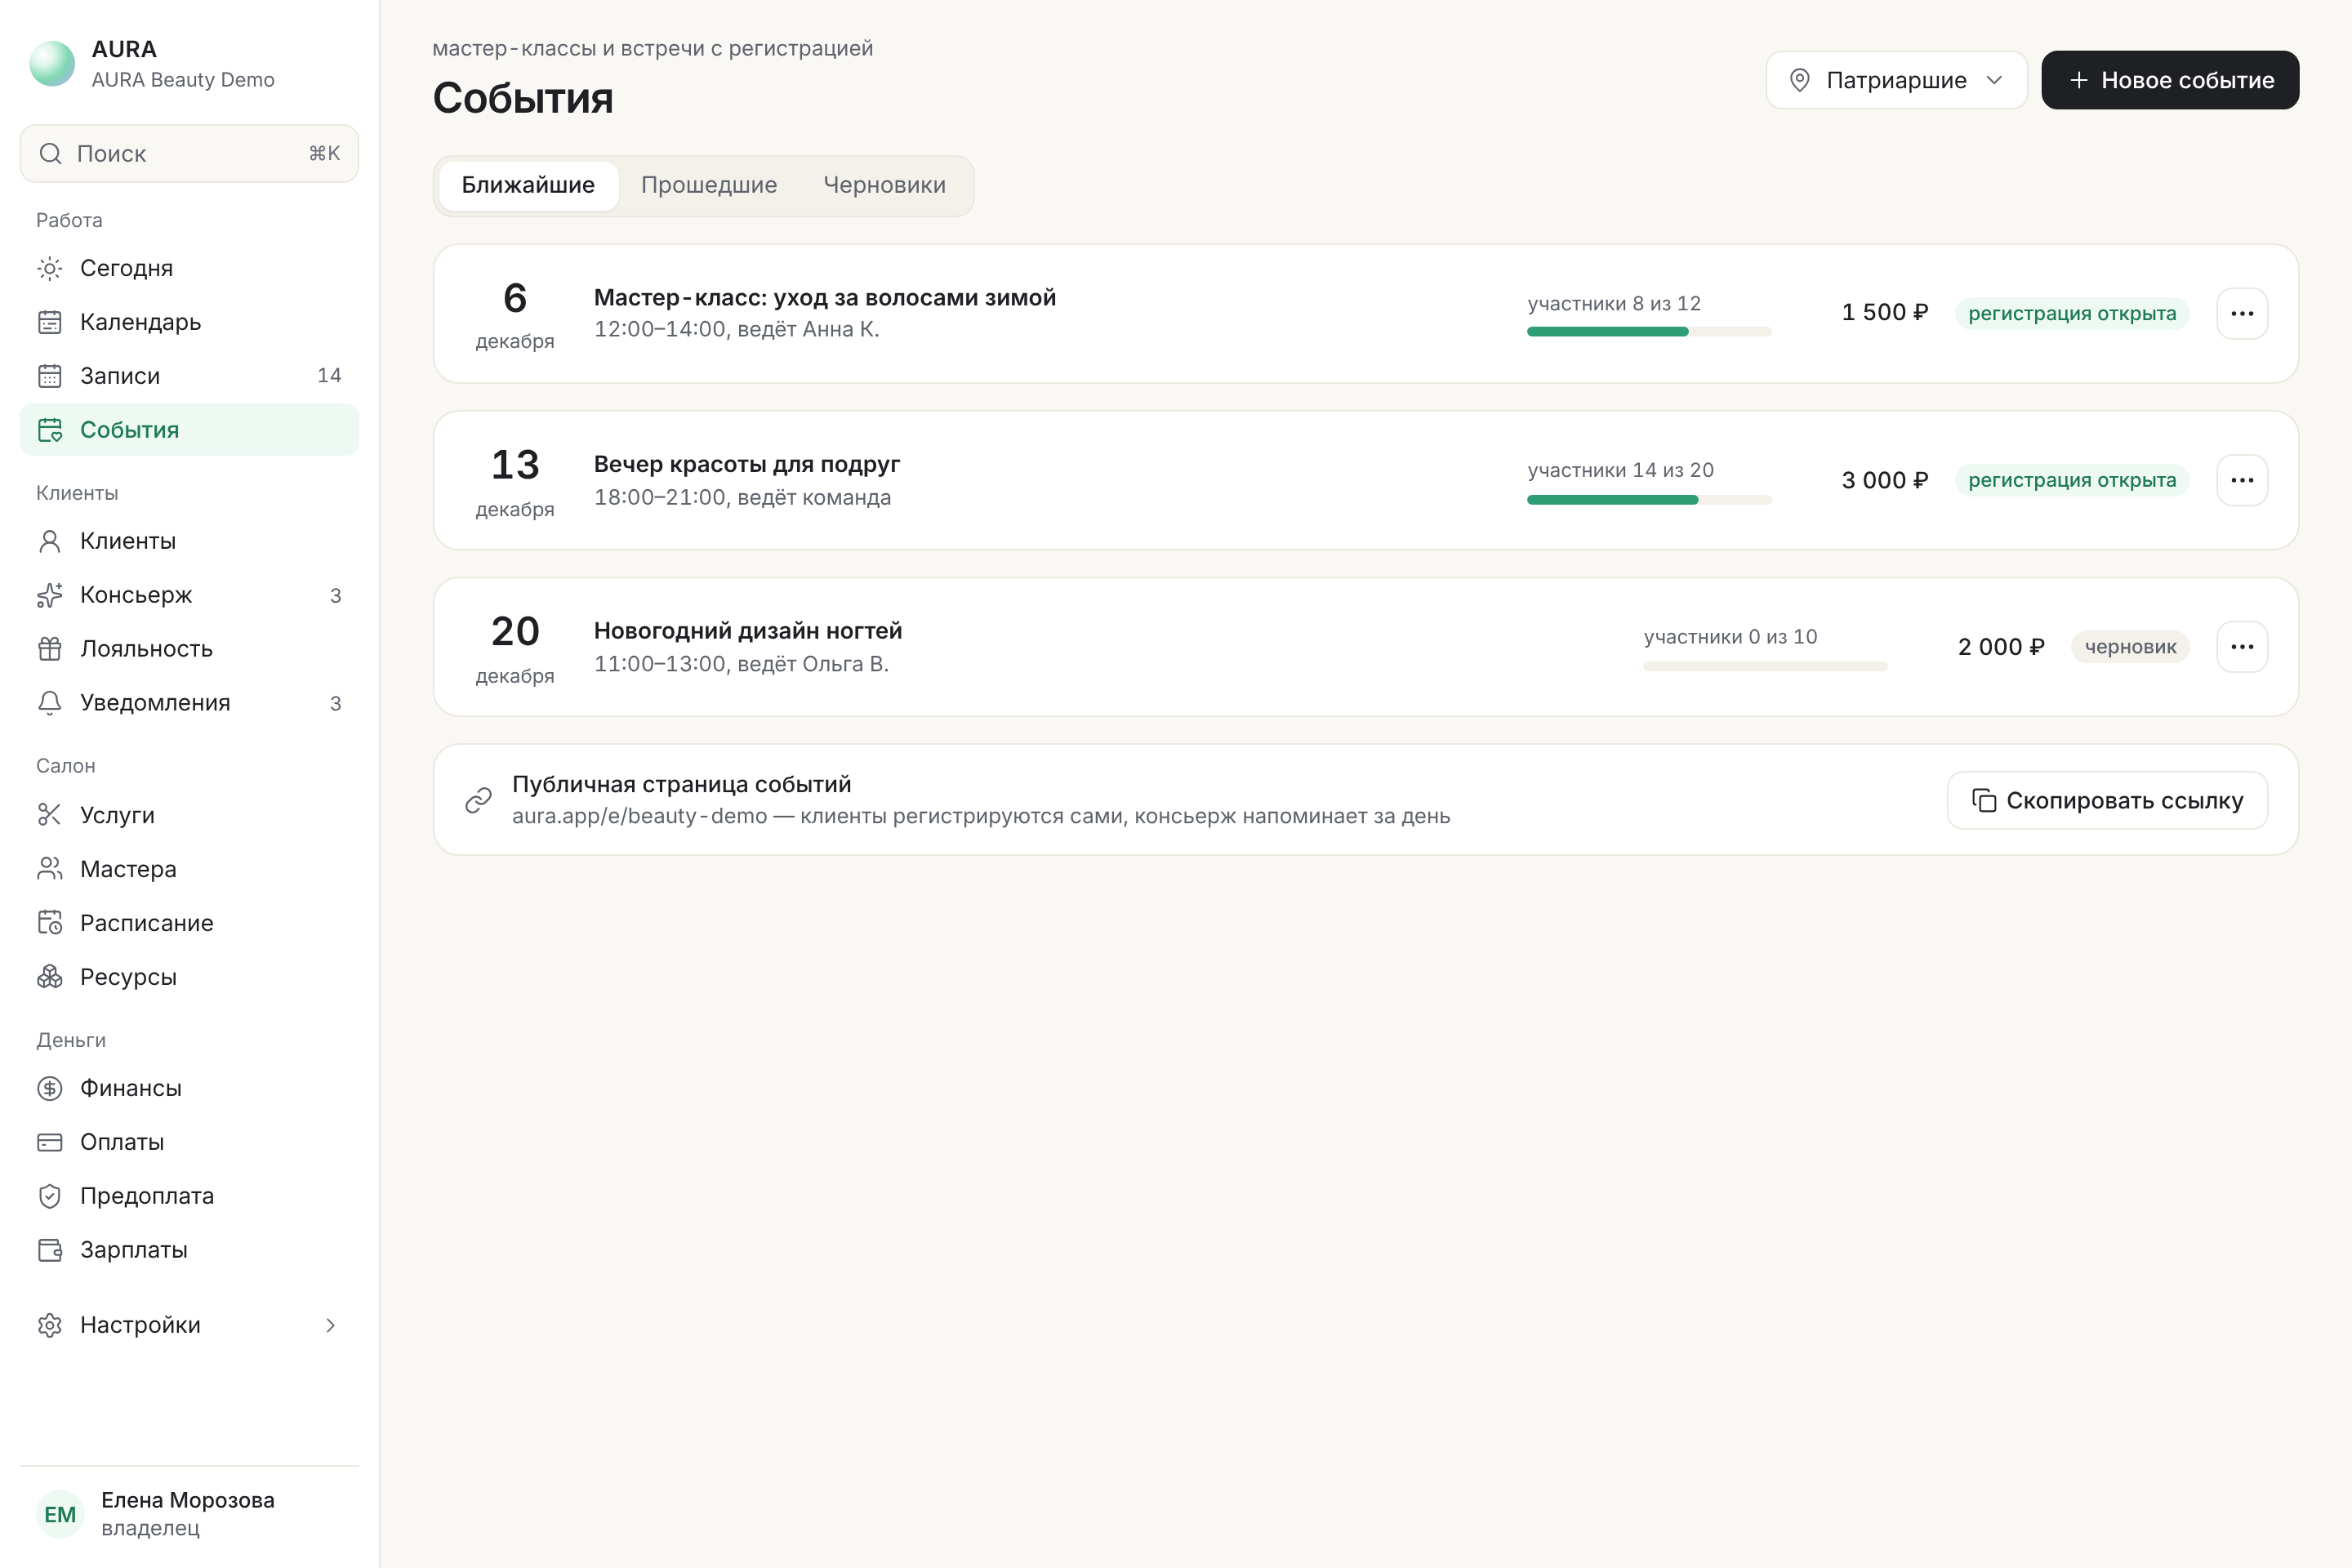 AURA
AURA Beauty Demo
Поиск
⌘K
Работа
Сегодня
Календарь
Записи
14
События
Клиенты
Клиенты
Консьерж
3
Лояльность
Уведомления
3
Салон
Услуги
Мастера
Расписание
Ресурсы
Деньги
Финансы
Оплаты
Предоплата
Зарплаты
Настройки
ЕМ
Елена Морозова
владелец
мастер-классы и встречи с регистрацией
События
Патриаршие
Новое событие
Ближайшие
Прошедшие
Черновики
6
декабря
Мастер-класс: уход за волосами зимой
12:00–14:00, ведёт Анна К.
участники 8 из 12
1 500 ₽
регистрация открыта
13
декабря
Вечер красоты для подруг
18:00–21:00, ведёт команда
участники 14 из 20
3 000 ₽
регистрация открыта
20
декабря
Новогодний дизайн ногтей
11:00–13:00, ведёт Ольга В.
участники 0 из 10
2 000 ₽
черновик
Публичная страница событий
aura.app/e/beauty-demo — клиенты регистрируются сами, консьерж напоминает за день
Скопировать ссылку